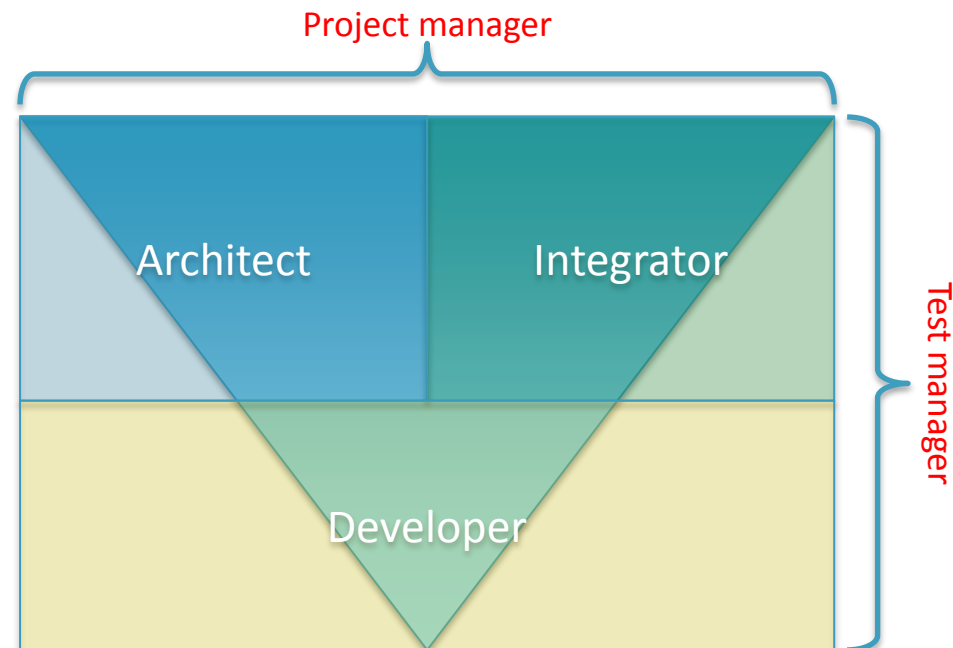 Project manager
Architect
Integrator
Test manager
Developer